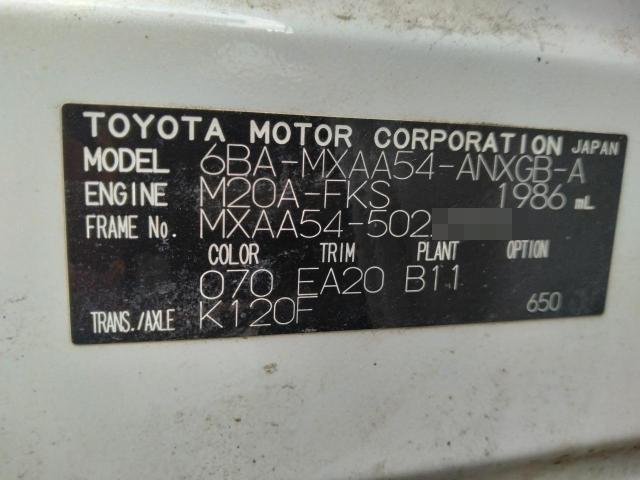 TOYOTA MOTOR CORPORATION JAPAN
MODEL 6BA-MXAA54-ANXGB-A
ENGINE M20A-FKS 1986 mL
FRAME No. MXAA54-502
COLOR TRIM PLANT OPTION
070 EA20 B11
TRANS./AXLE K120F 650